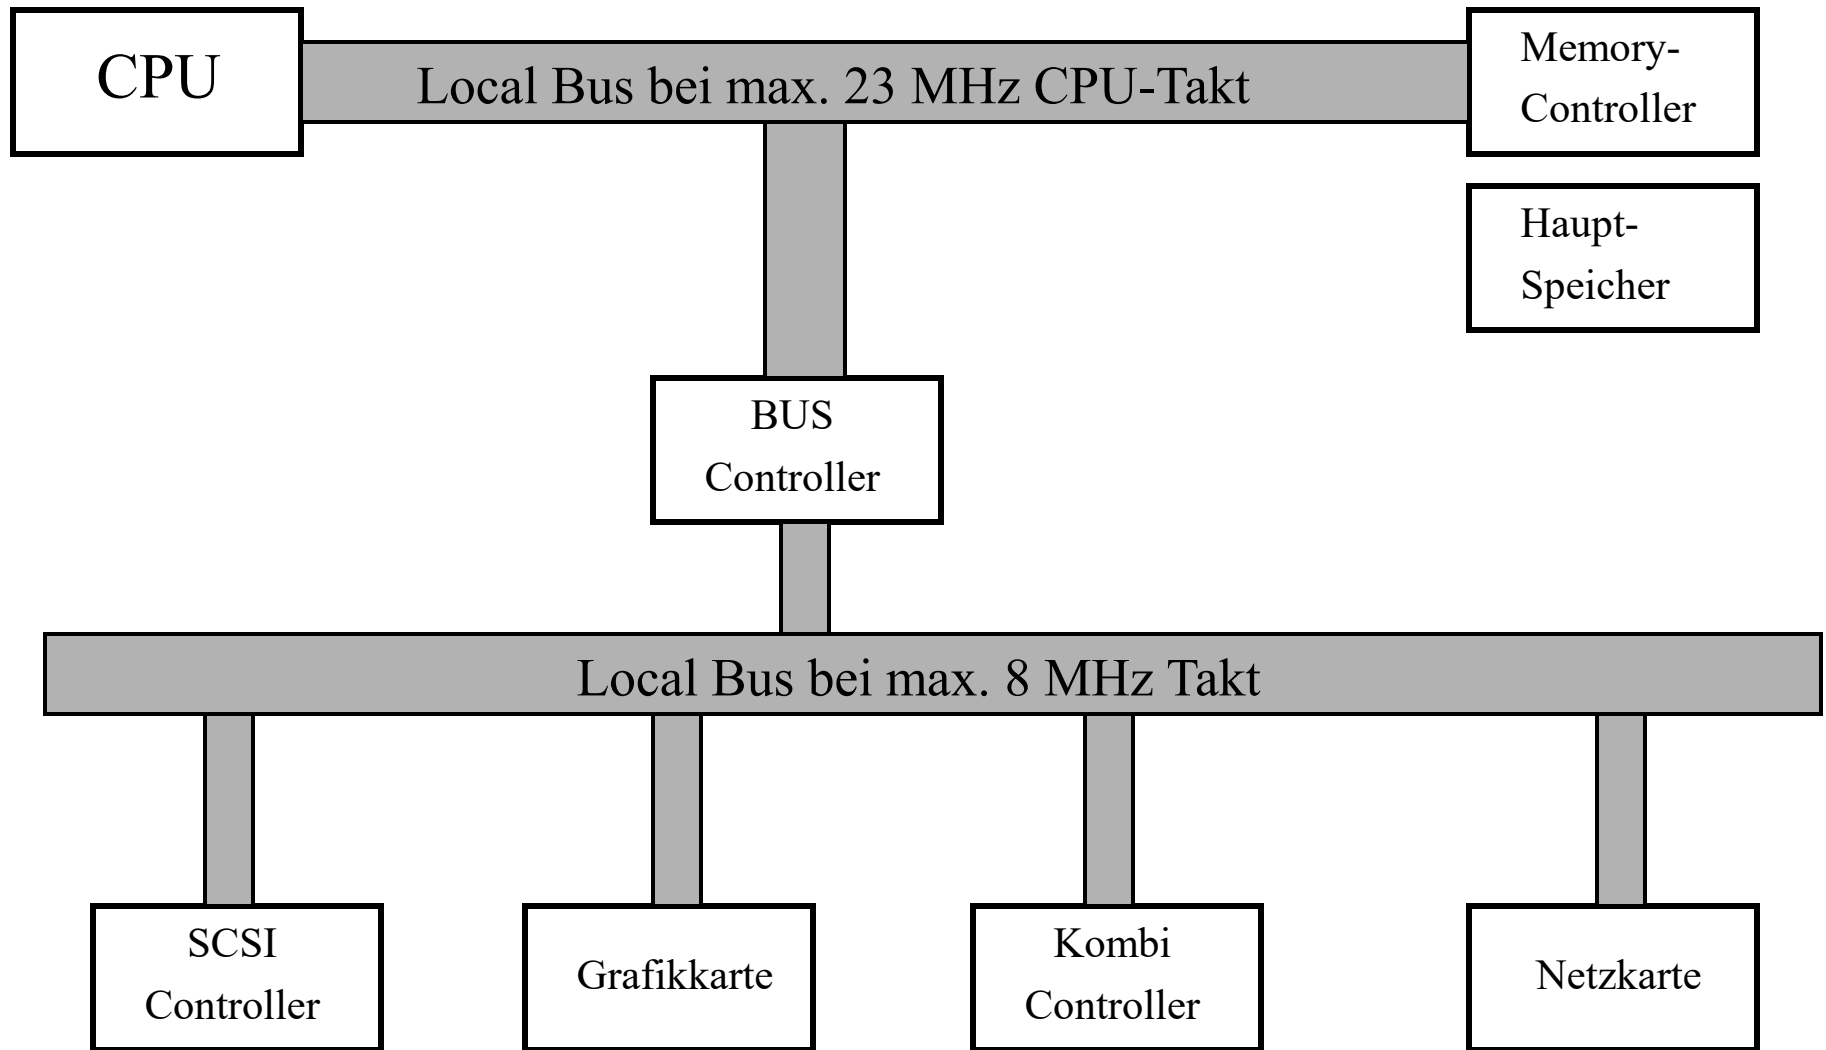 CPU
Local Bus bei max. 23 MHz CPU-Takt
Memory-
Controller
Haupt-
Speicher
BUS
Controller
Local Bus bei max. 8 MHz Takt
SCSI
Controller
Grafikkarte
Kombi
Controller
Netzkarte